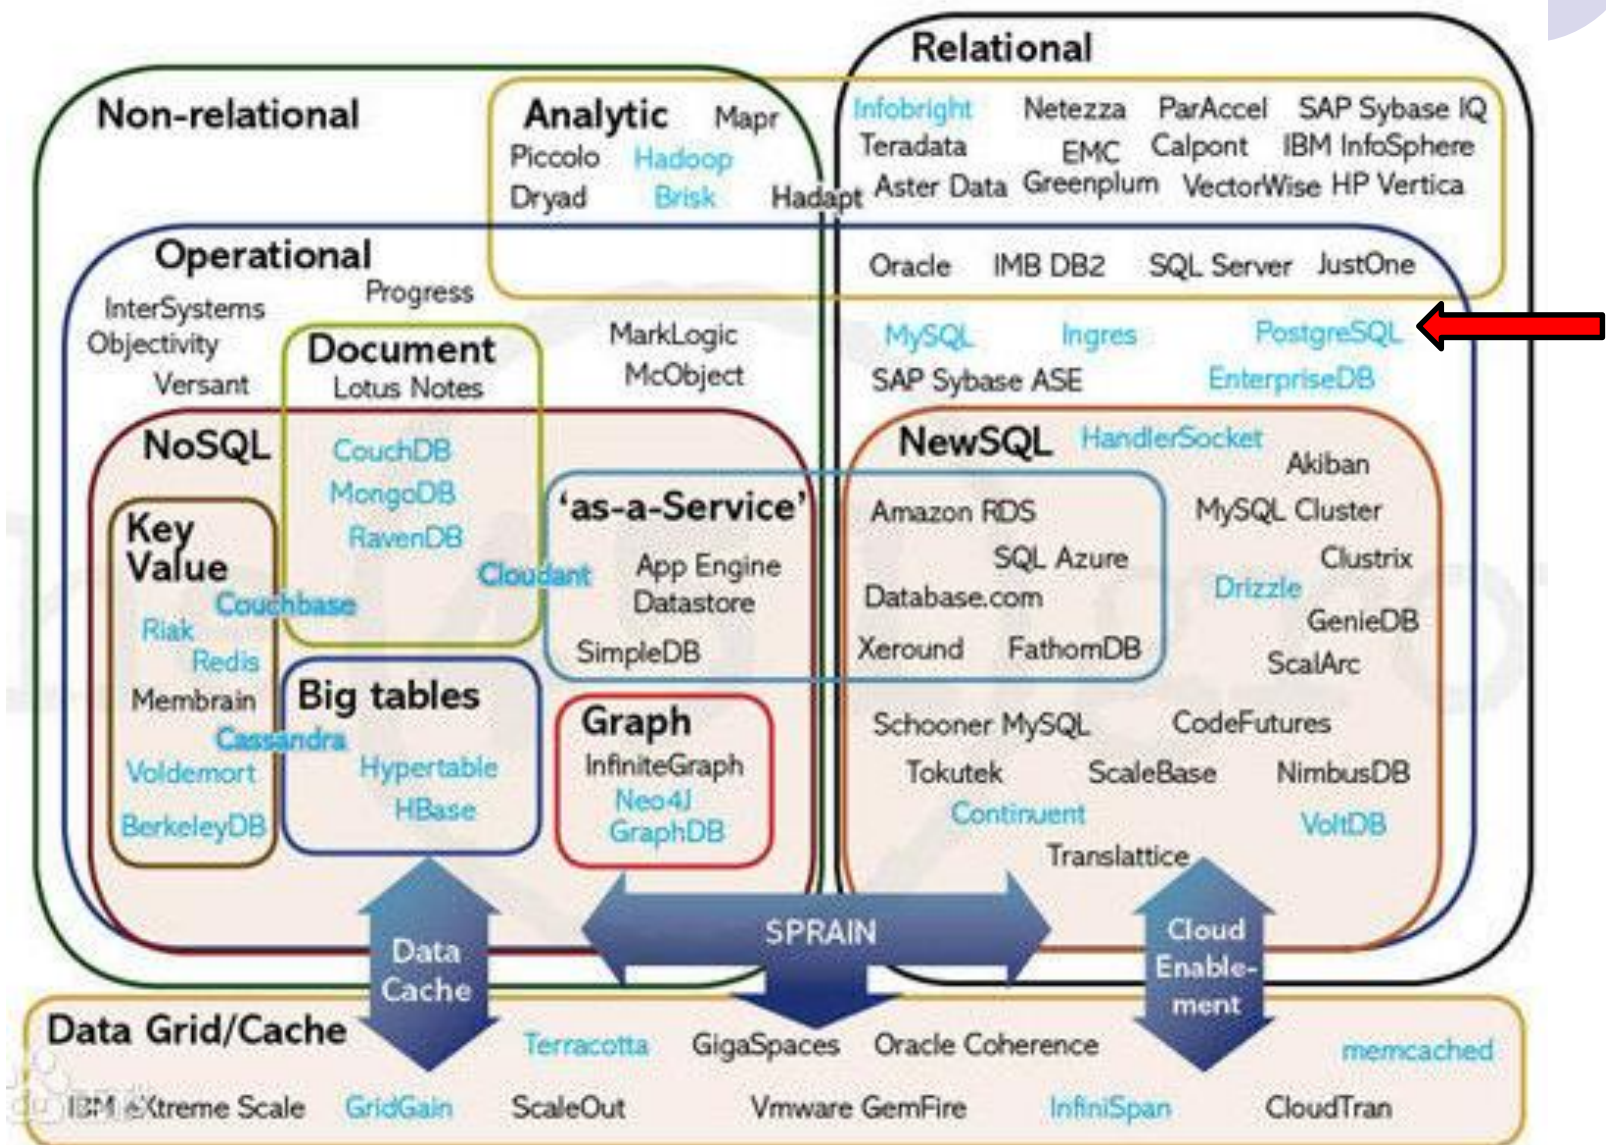 Relational
Non-relational
Analytic Mapr
Piccolo Hadoop
Dryad Brisk Hadapt
Infobright Netezza ParAccel SAP Sybase IQ
Teradata EMC Calpont IBM InfoSphere
Aster Data Greenplum VectorWise HP Vertica
Operational
Oracle IMB DB2 SQL Server JustOne
InterSystems Progress
Objectivity
Versant
Document
Lotus Notes
MarkLogic
McObject
MySQL Ingres PostgreSQL
SAP Sybase ASE EnterpriseDB
NoSQL
CouchDB
MongoDB
RavenDB
Cloudant
Key
Value
Couchbase
Riak
Redis
Membrain
Cassandra
Voldemort
BerkeleyDB
Big tables
Hypertable
HBase
'as-a-Service'
App Engine
Datastore
SimpleDB
Graph
InfiniteGraph
Neo4J
GraphDB
NewSQL HandlerSocket
Akiban
Amazon RDS MySQL Cluster
SQL Azure Clustrix
Database.com Drizzle
GenieDB
Xeround FathomDB ScalArc
Schooner MySQL CodeFutures
Tokutek ScaleBase NimbusDB
Continuent VoltDB
Translattice
Data
Cache
SPRAIN
Cloud
Enable-
ment
Data Grid/Cache
Terracotta GigaSpaces Oracle Coherence memcached
IBM eXtreme Scale GridGain ScaleOut Vmware GemFire InfiniSpan CloudTran